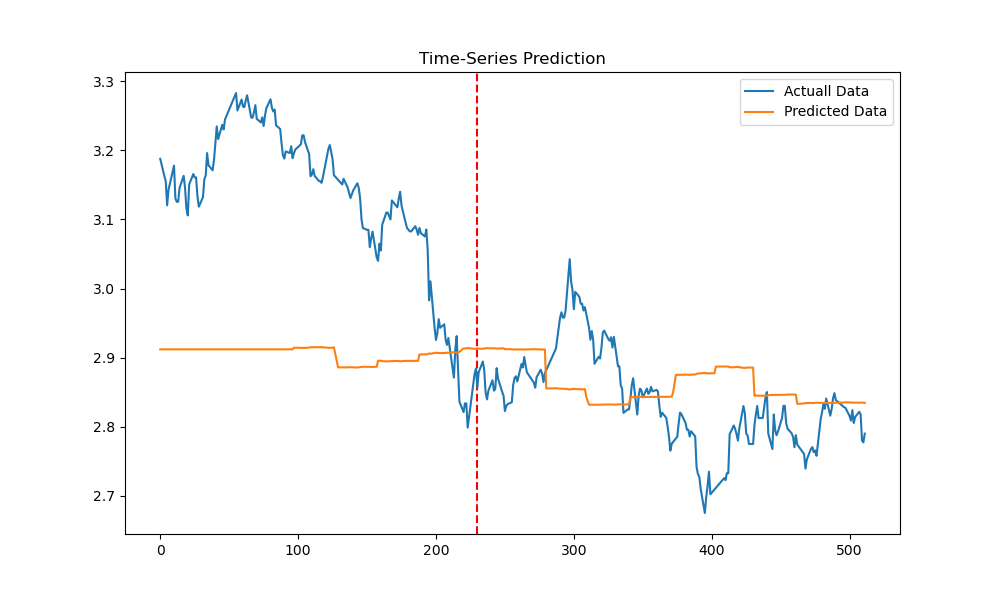 Time-Series Prediction
Actuall Data
Predicted Data
3.3
3.2
3.1
3.0
2.9
2.8
2.7
0 100 200 300 400 500